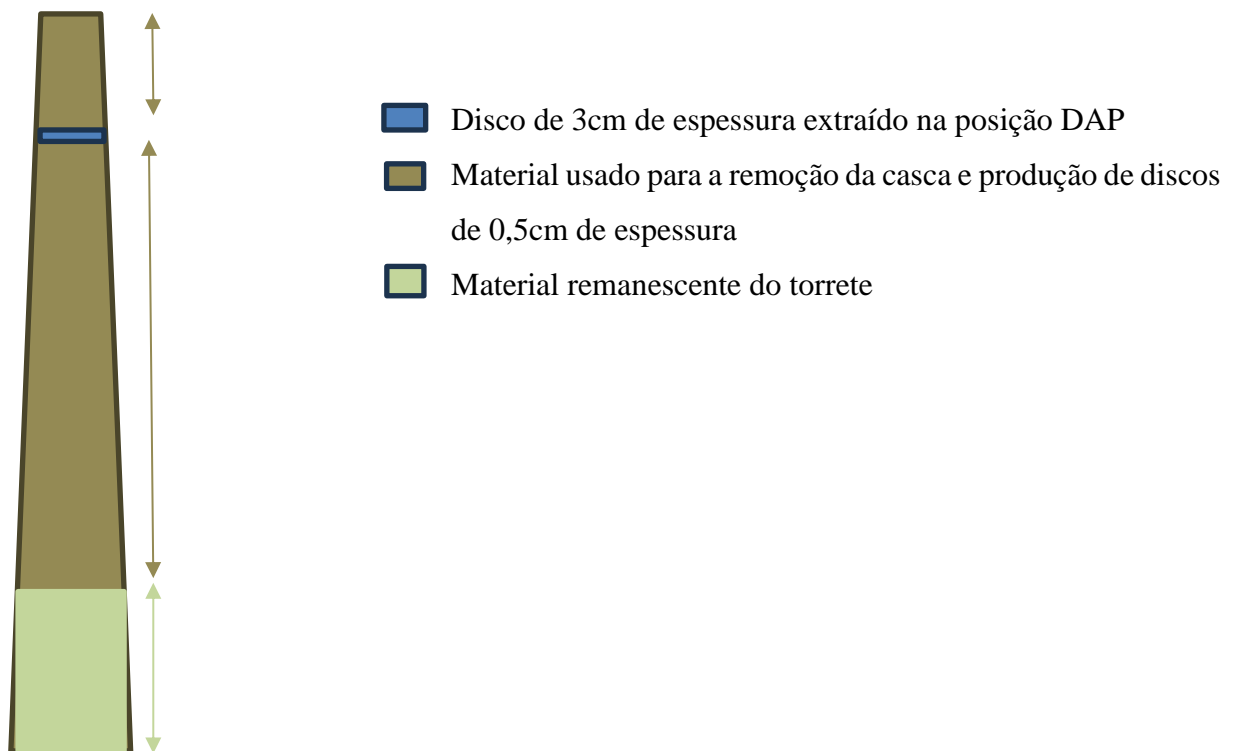 Disco de 3cm de espessura extraído na posição DAP
Material usado para a remoção da casca e produção de discos
de 0,5cm de espessura
Material remanescente do torrete